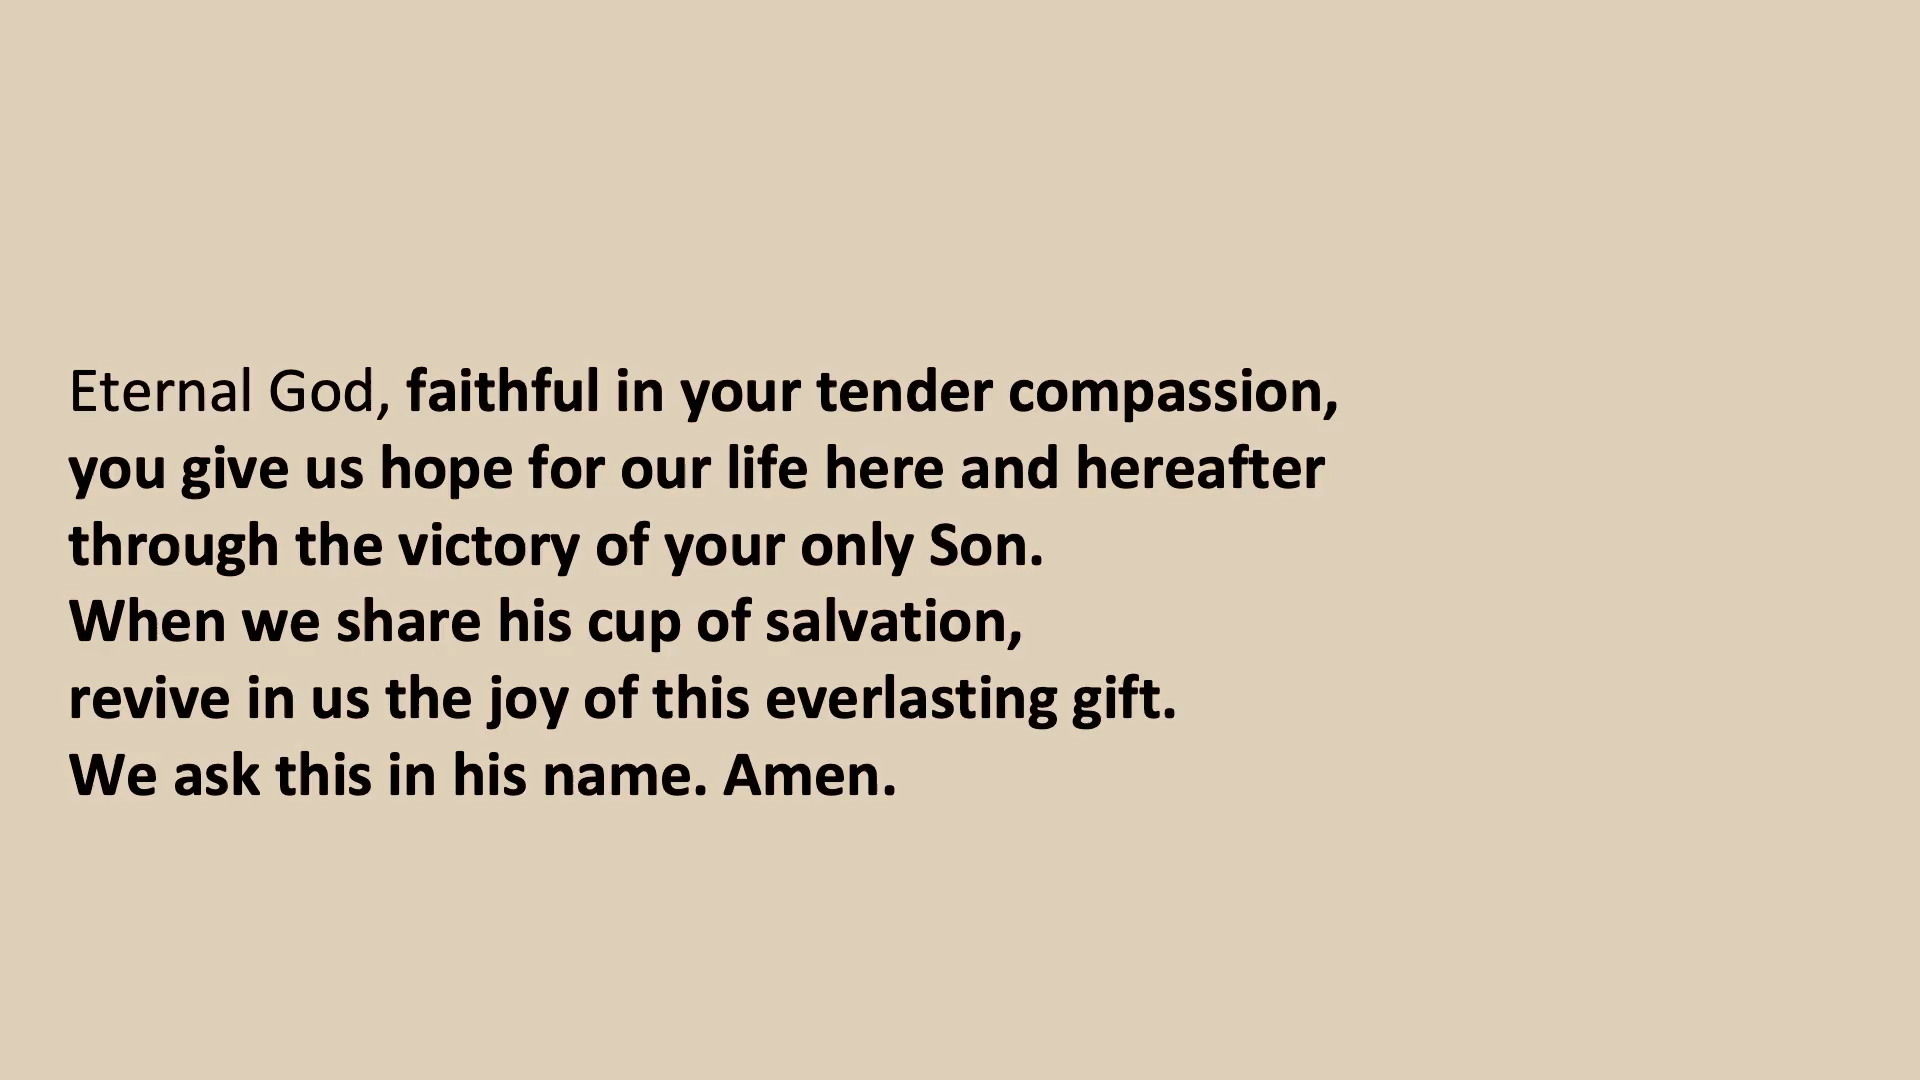 Eternal God, faithful in your tender compassion,
you give us hope for our life here and hereafter
through the victory of your only Son.
When we share his cup of salvation,
revive in us the joy of this everlasting gift.
We ask this in his name. Amen.